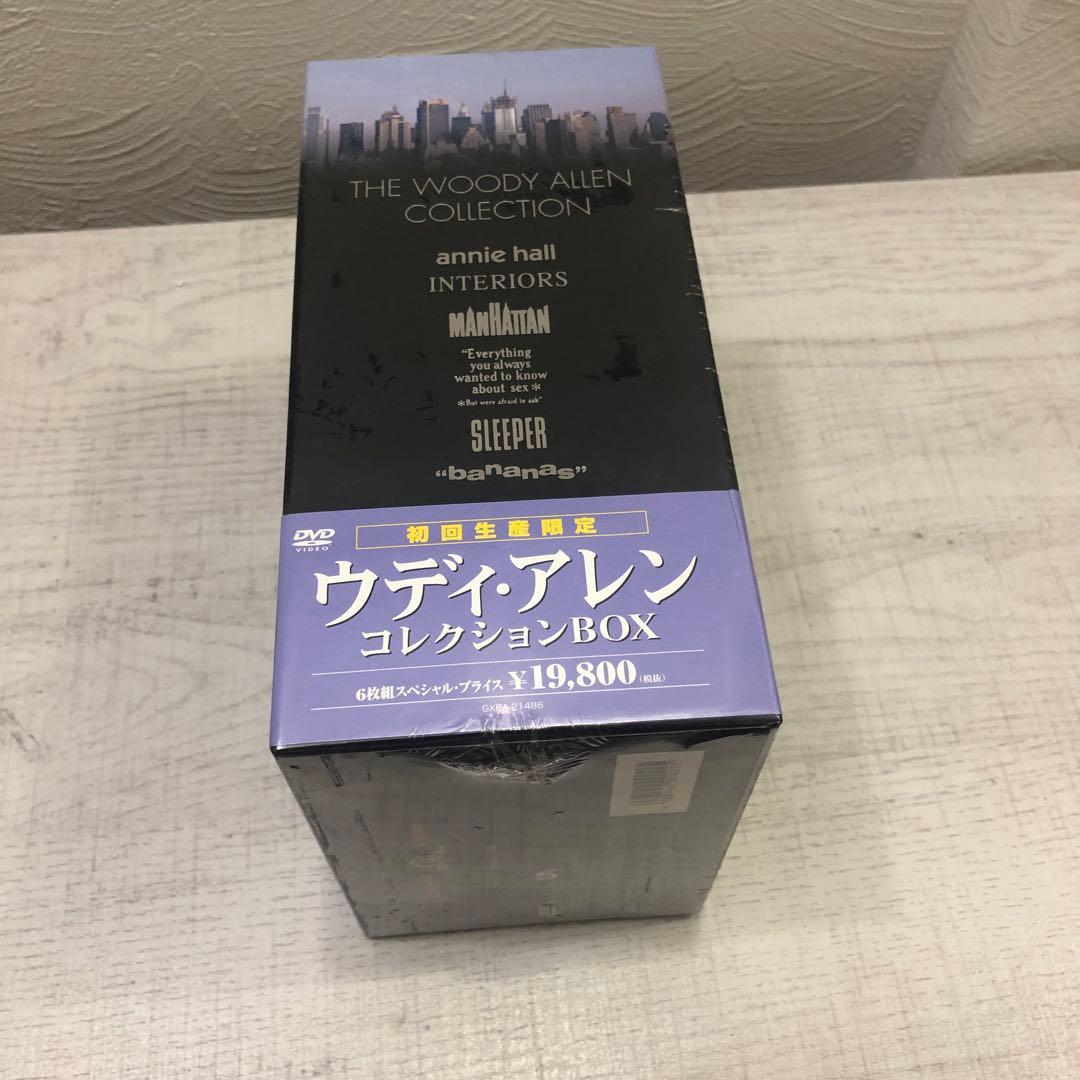 THE WOODY ALLEN
COLLECTION
annie hall
INTERIORS
MANHATTAN
"Everything
you always
wanted to know
about sex*
*But were afraid to ask"
SLEEPER
"bananas"
DVD
VIDEO
初回生産限定
ウディ・アレン
コレクションBOX
6枚組スペシャル・プライス ¥19,800(税抜)
GXBA-21486